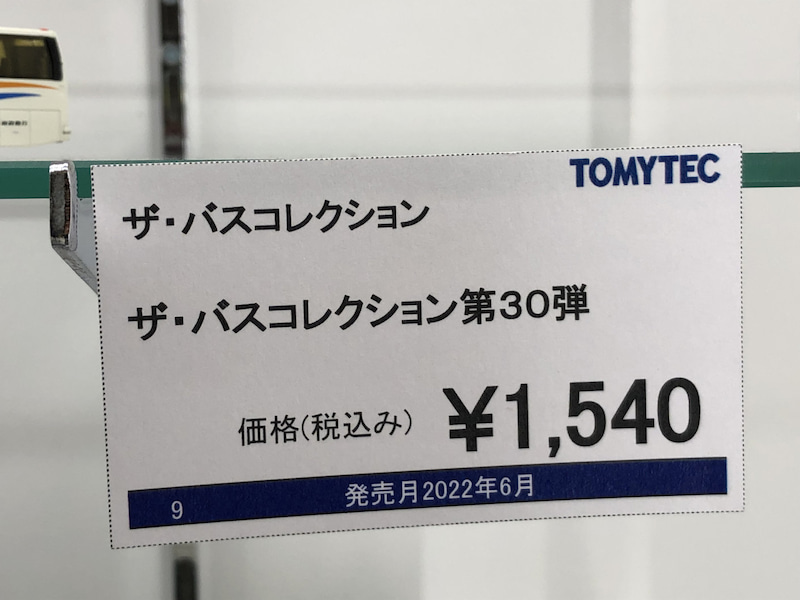 TOMYTEC
ザ・バスコレクション
ザ・バスコレクション第30弾
価格(税込み) ¥1,540
9 発売月2022年6月